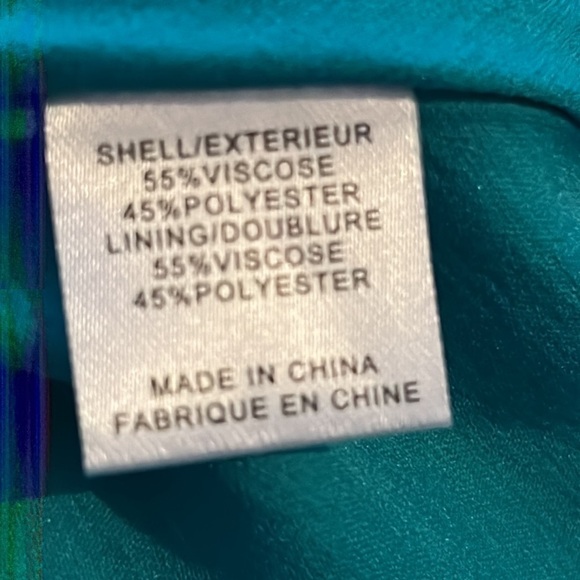 SHELL/EXTERIEUR
55%VISCOSE
45%POLYESTER
LINING/DOUBLURE
55%VISCOSE
45%POLYESTER
MADE IN CHINA
FABRIQUE EN CHINE